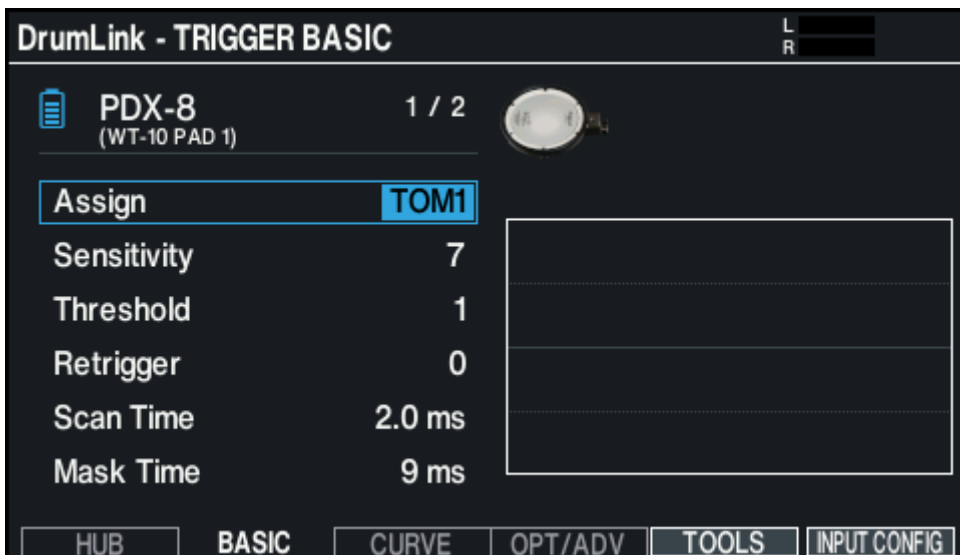 DrumLink - TRIGGER BASIC
L
R
PDX-8 1 / 2
(WT-10 PAD 1)
Assign TOM1
Sensitivity 7
Threshold 1
Retrigger 0
Scan Time 2.0 ms
Mask Time 9 ms
HUB BASIC CURVE OPT/ADV TOOLS INPUT CONFIG